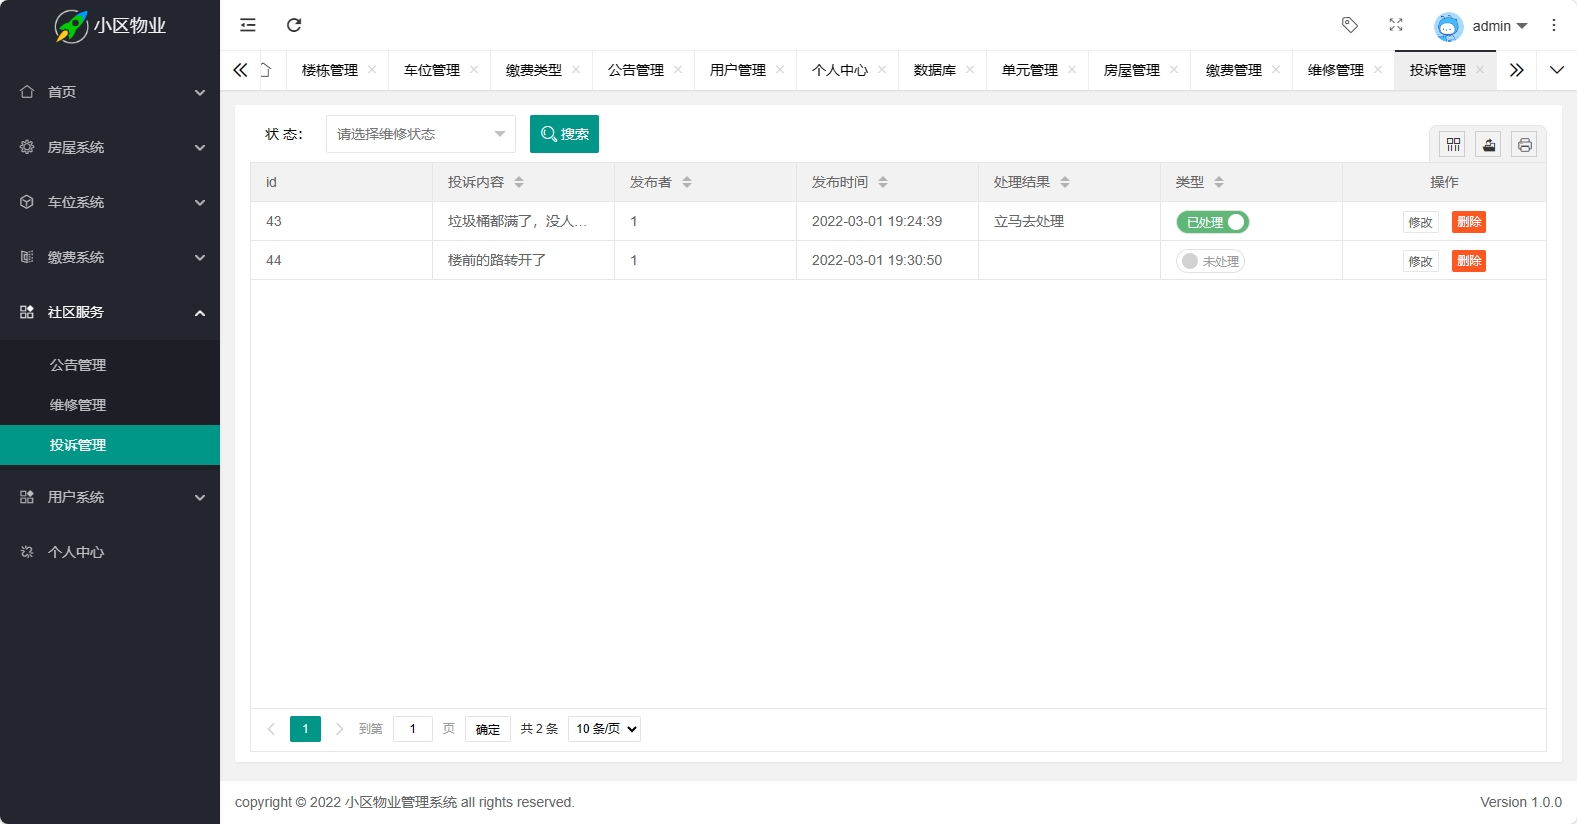 小区物业
admin
楼栋管理 车位管理 缴费类型 公告管理 用户管理 个人中心 数据库 单元管理 房屋管理 缴费管理 维修管理 投诉管理
首页
房屋系统
车位系统
缴费系统
社区服务
公告管理
维修管理
投诉管理
用户系统
个人中心
状 态： 请选择维修状态 搜索
id 投诉内容 发布者 发布时间 处理结果 类型 操作
43 垃圾桶都满了，没人... 1 2022-03-01 19:24:39 立马去处理 已处理 修改 删除
44 楼前的路转开了 1 2022-03-01 19:30:50 未处理 修改 删除
1 到第 1 页 确定 共 2 条 10 条/页
copyright © 2022 小区物业管理系统 all rights reserved. Version 1.0.0